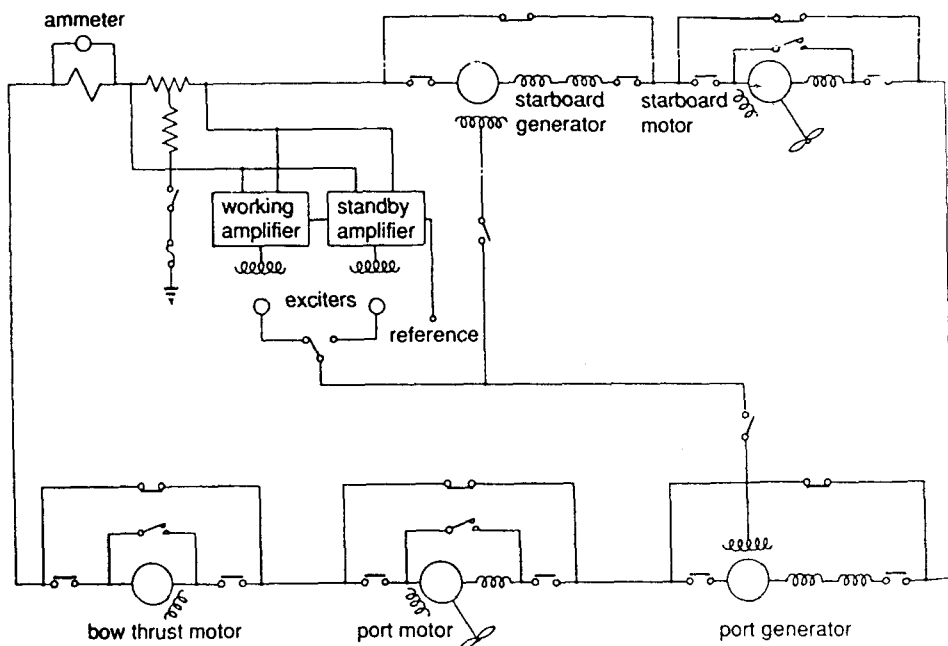 ammeter
starboard
generator
starboard
motor
working
amplifier
standby
amplifier
exciters
reference
bow thrust motor
port motor
port generator